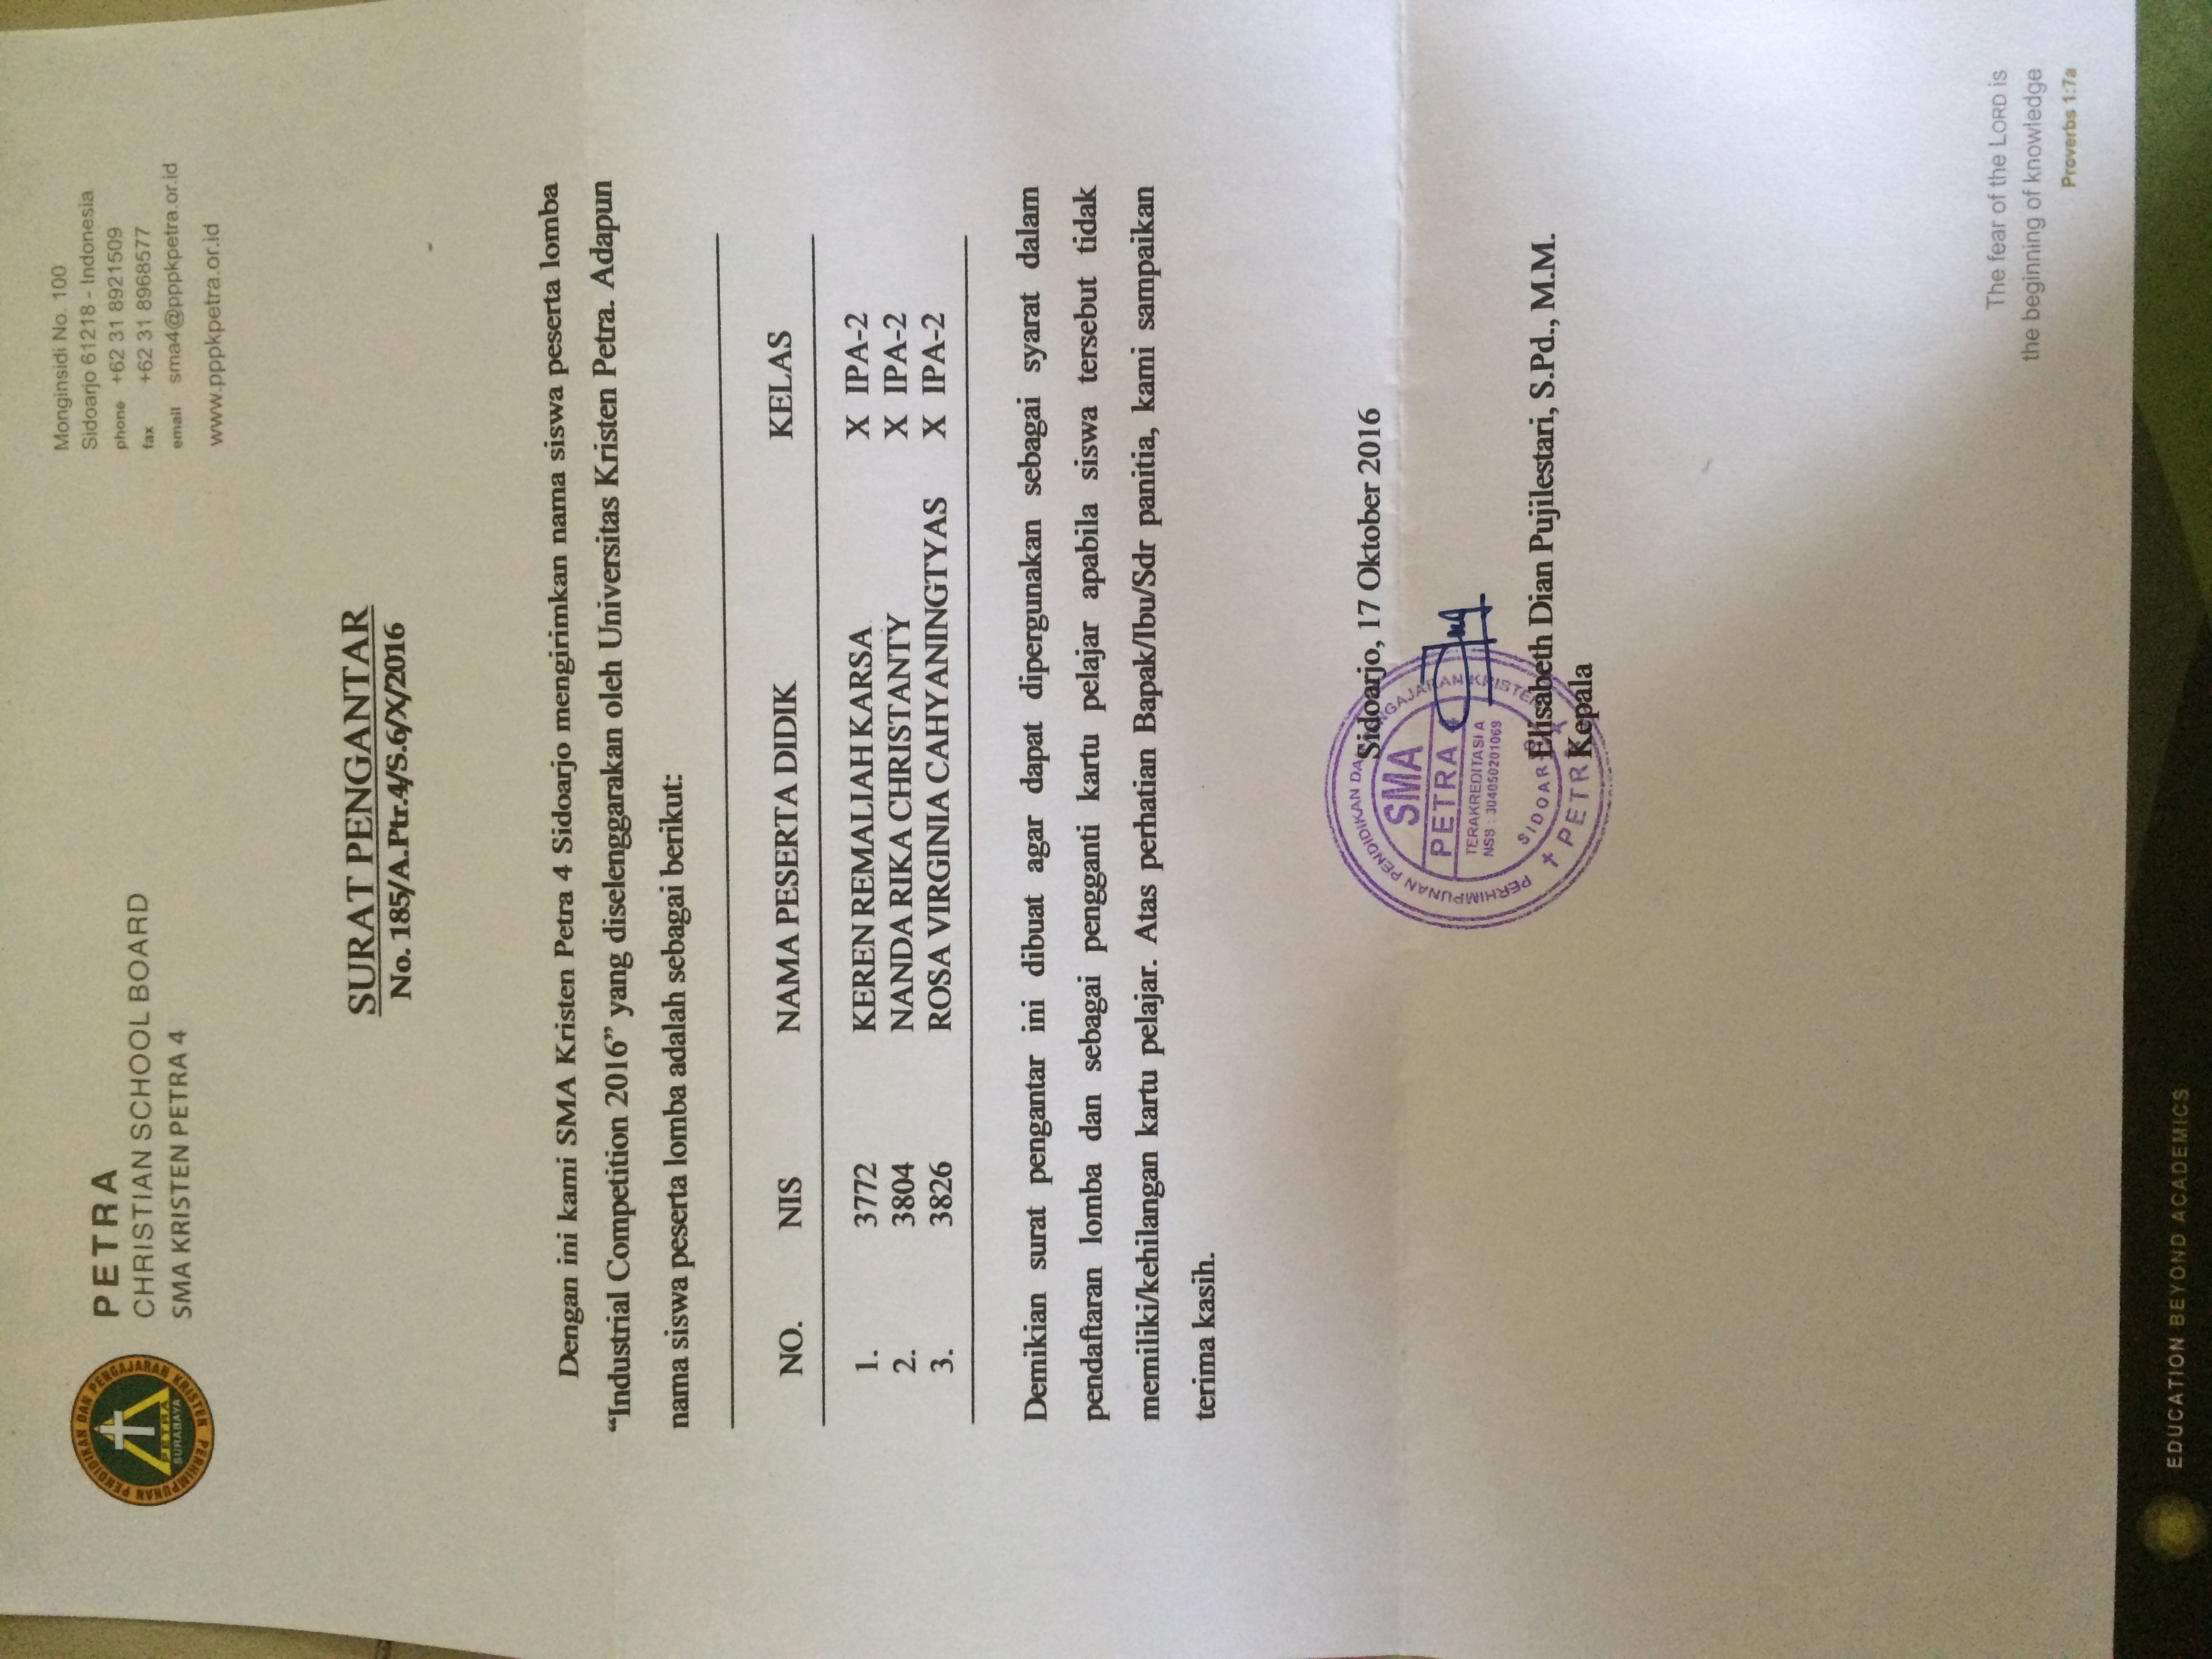 PERHIMPUNAN PENDIDIKAN DAN PENGAJARAN KRISTEN
PETRA
SURABAYA
PETRA
CHRISTIAN SCHOOL BOARD
SMA KRISTEN PETRA 4
Monginsidi No. 100
Sidoarjo 61218 - Indonesia
phone +62 31 8921509
fax +62 31 8968577
email sma4@pppkpetra.or.id
www.pppkpetra.or.id
SURAT PENGANTAR
No. 185/A.Ptr.4/S.6/X/2016
Dengan ini kami SMA Kristen Petra 4 Sidoarjo mengirimkan nama siswa peserta lomba
“Industrial Competition 2016” yang diselenggarakan oleh Universitas Kristen Petra. Adapun
nama siswa peserta lomba adalah sebagai berikut:
NO. NIS NAMA PESERTA DIDIK KELAS
1. 3772 KEREN REMALIAH KARSA X IPA-2
2. 3804 NANDA RIKA CHRISTANTY X IPA-2
3. 3826 ROSA VIRGINIA CAHYANINGTYAS X IPA-2
Demikian surat pengantar ini dibuat agar dapat dipergunakan sebagai syarat dalam
pendaftaran lomba dan sebagai pengganti kartu pelajar apabila siswa tersebut tidak
memiliki/kehilangan kartu pelajar. Atas perhatian Bapak/Ibu/Sdr panitia, kami sampaikan
terima kasih.
Sidoarjo, 17 Oktober 2016
PERHIMPUNAN PENDIDIKAN DAN PENGAJARAN KRISTEN
SMA
PETRA 4
TERAKREDITASI A
NSS : 304050201069
SIDOARJO
PETRA
Elisabeth Dian Pujilestari, S.Pd., M.M.
Kepala
The fear of the LORD is
the beginning of knowledge
Proverbs 1:7a
EDUCATION BEYOND ACADEMICS